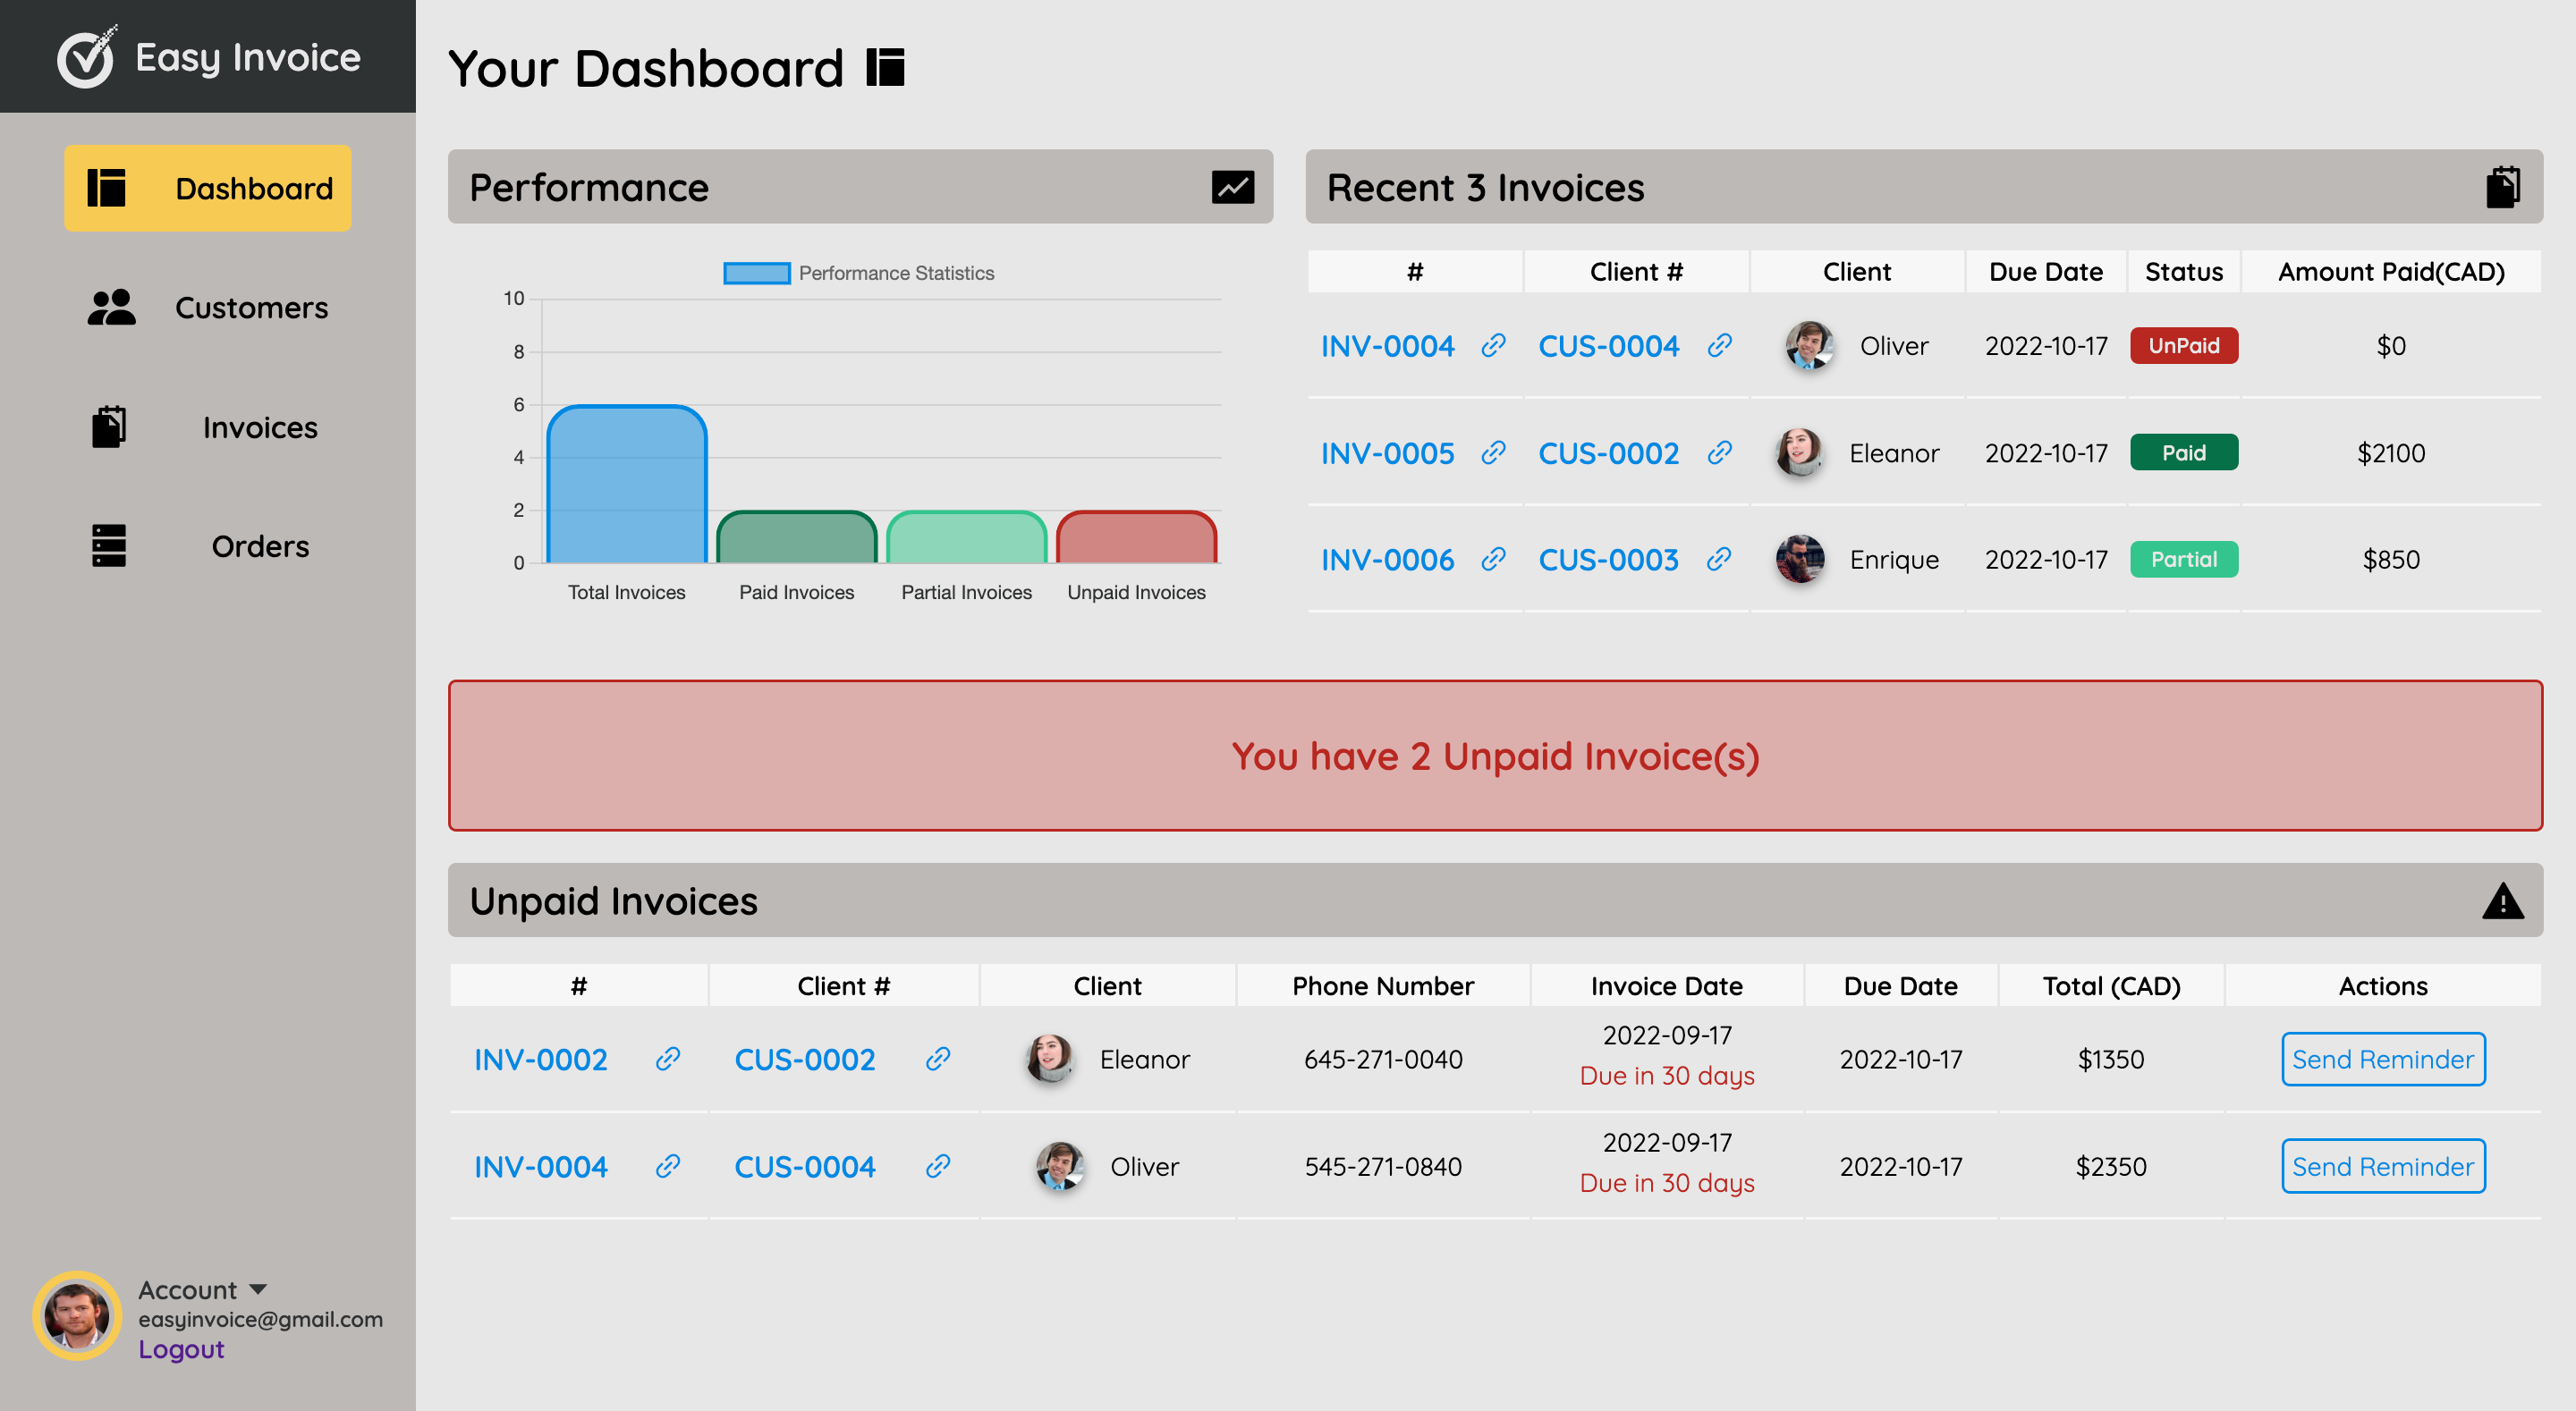 Easy Invoice
Dashboard
Customers
Invoices
Orders
Account
easyinvoice@gmail.com
Logout
Your Dashboard
Performance
Performance Statistics
10
8
6
4
2
0
Total Invoices Paid Invoices Partial Invoices Unpaid Invoices
Recent 3 Invoices
# Client # Client Due Date Status Amount Paid(CAD)
INV-0004 CUS-0004 Oliver 2022-10-17 UnPaid $0
INV-0005 CUS-0002 Eleanor 2022-10-17 Paid $2100
INV-0006 CUS-0003 Enrique 2022-10-17 Partial $850
You have 2 Unpaid Invoice(s)
Unpaid Invoices
# Client # Client Phone Number Invoice Date Due Date Total (CAD) Actions
INV-0002 CUS-0002 Eleanor 645-271-0040 2022-09-17 2022-10-17 $1350 Send Reminder
Due in 30 days
INV-0004 CUS-0004 Oliver 545-271-0840 2022-09-17 2022-10-17 $2350 Send Reminder
Due in 30 days